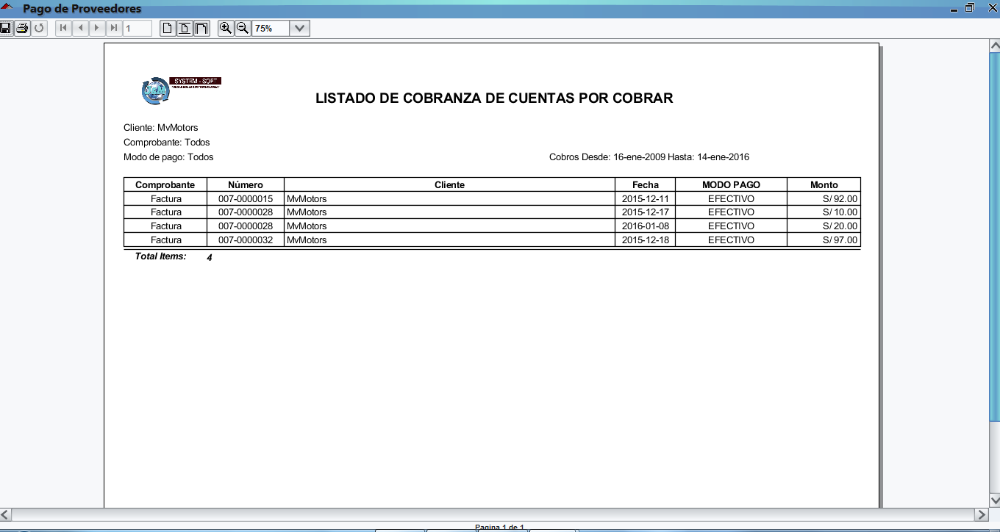 Pago de Proveedores
1
75%
SYSTEM - SOFT
LISTADO DE COBRANZA DE CUENTAS POR COBRAR
Cliente: MvMotors
Comprobante: Todos
Modo de pago: Todos
Cobros Desde: 16-ene-2009 Hasta: 14-ene-2016
Comprobante Número Cliente Fecha MODO PAGO Monto
Factura 007-0000015 MvMotors 2015-12-11 EFECTIVO S/ 92.00
Factura 007-0000028 MvMotors 2015-12-17 EFECTIVO S/ 10.00
Factura 007-0000028 MvMotors 2016-01-08 EFECTIVO S/ 20.00
Factura 007-0000032 MvMotors 2015-12-18 EFECTIVO S/ 97.00
Total Items: 4
Pagina 1 de 1